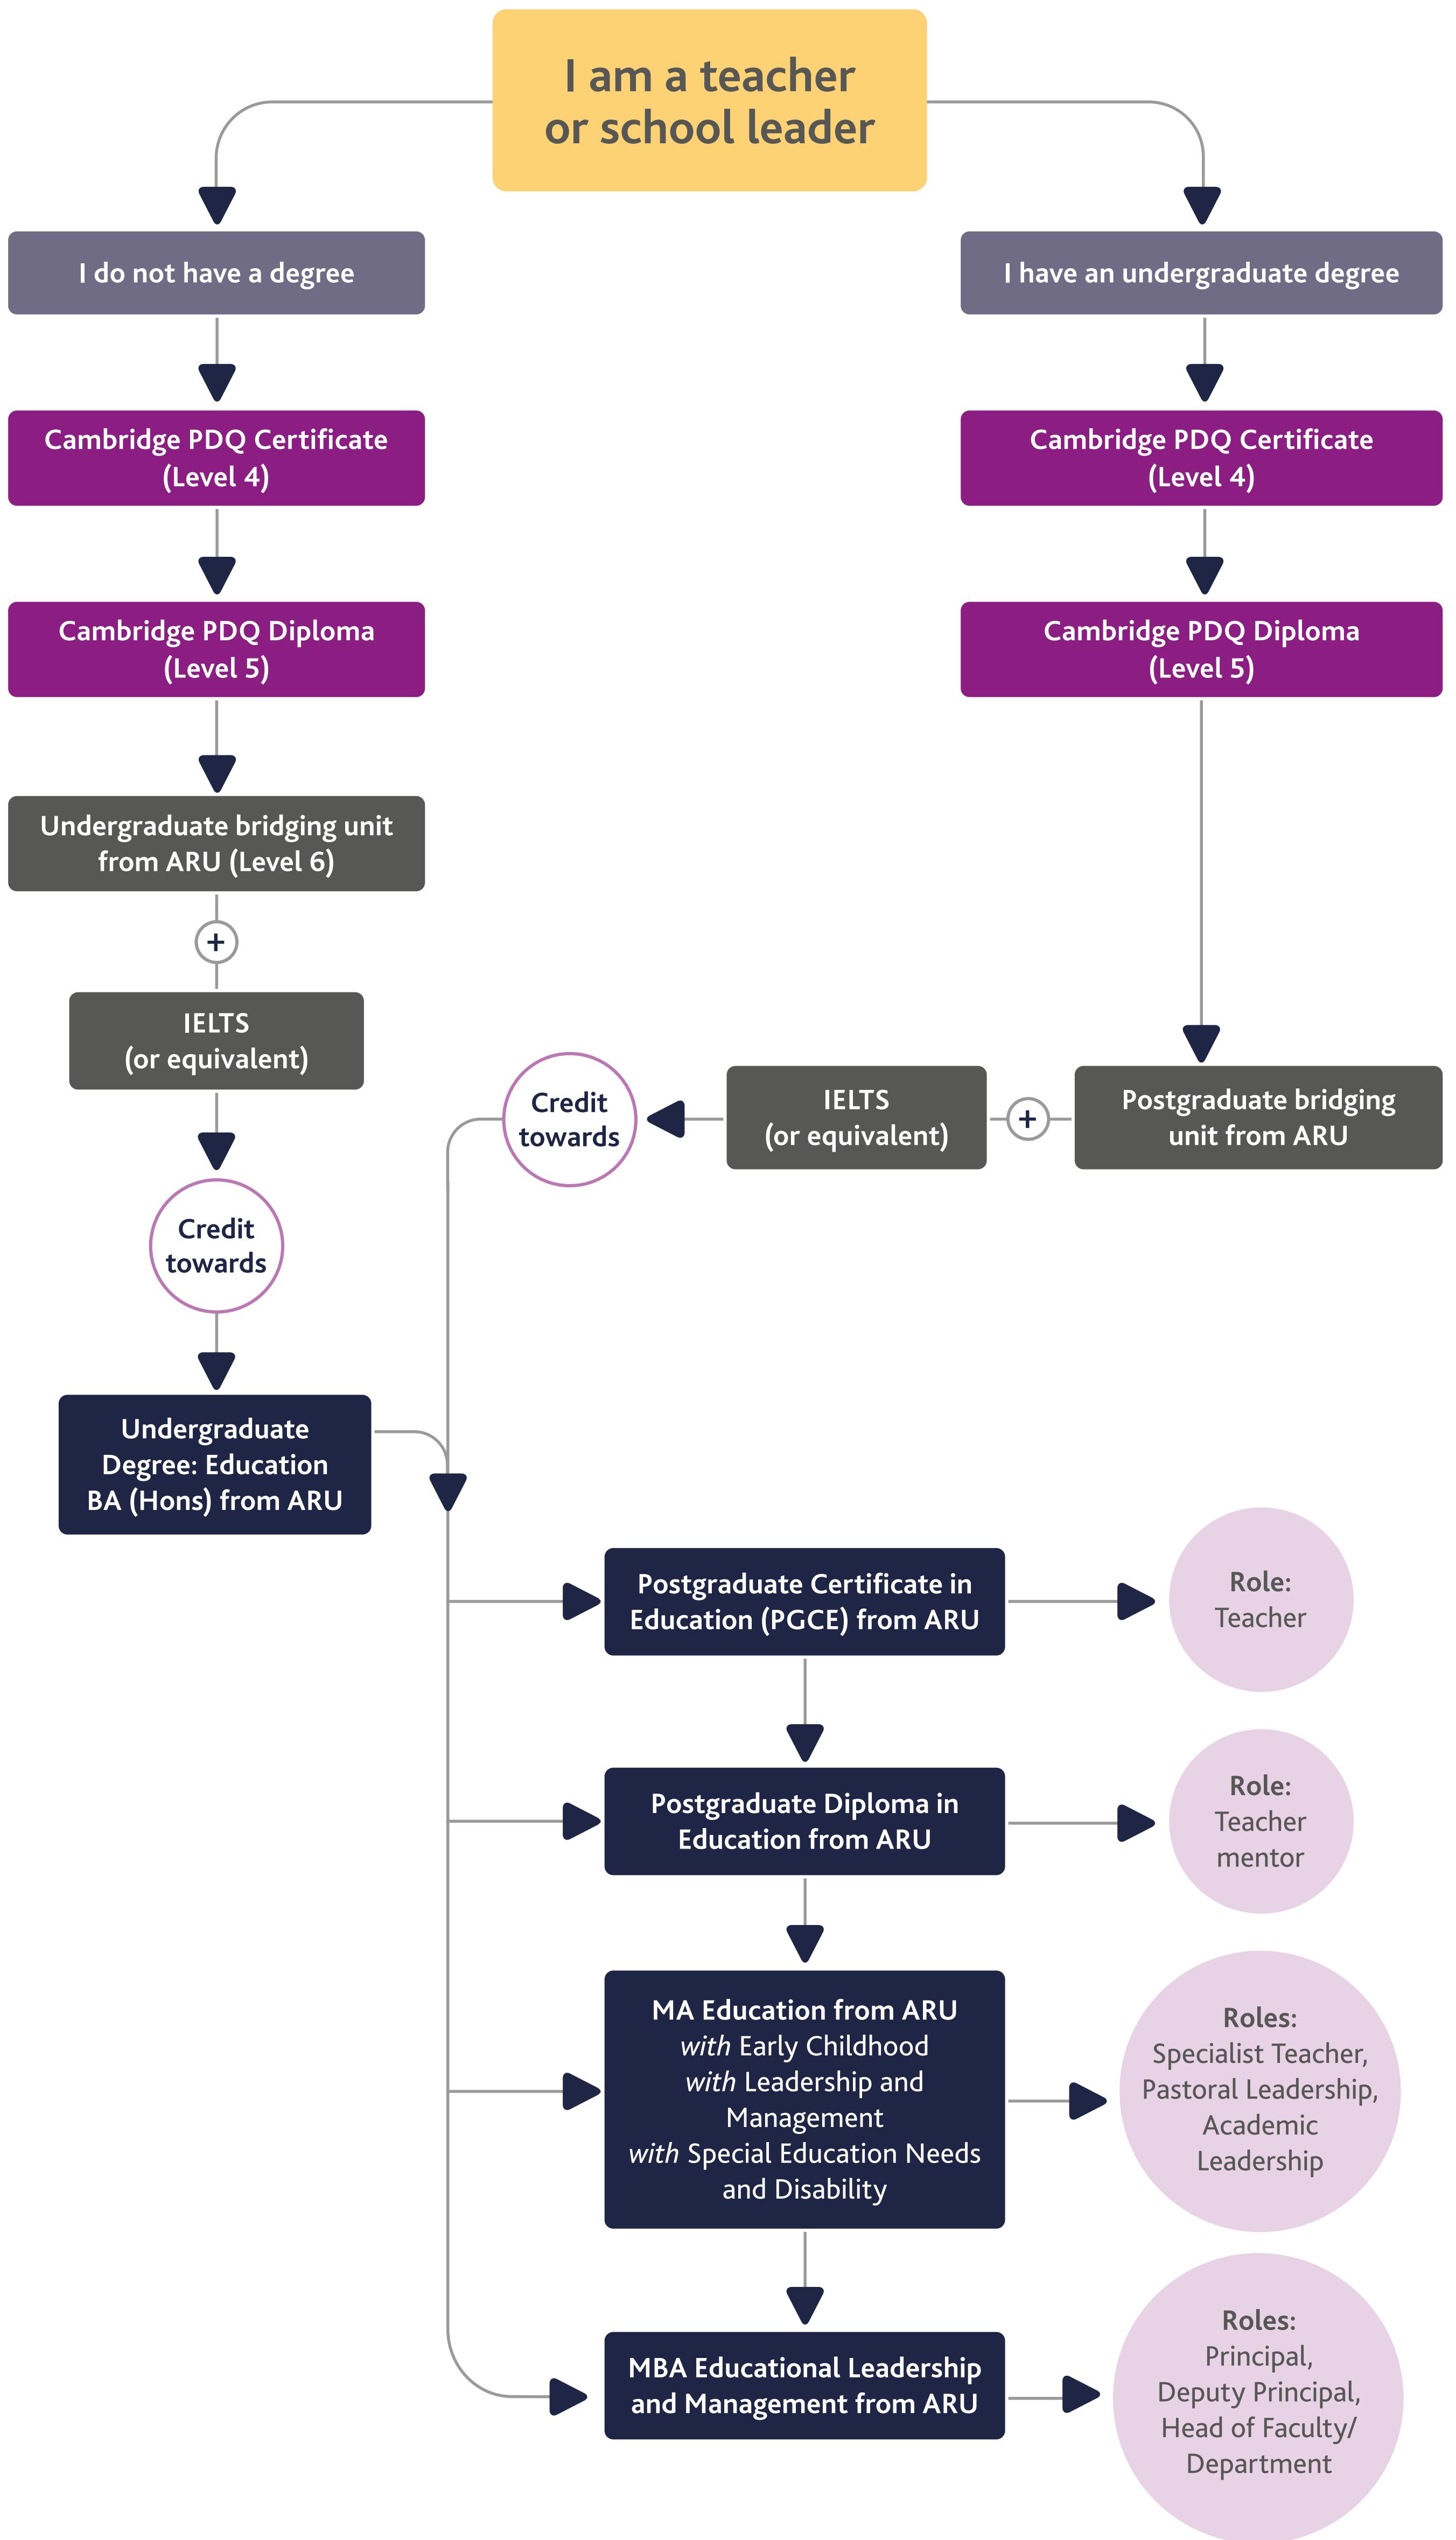 I am a teacher
or school leader
I do not have a degree
I have an undergraduate degree
Cambridge PDQ Certificate
(Level 4)
Cambridge PDQ Certificate
(Level 4)
Cambridge PDQ Diploma
(Level 5)
Cambridge PDQ Diploma
(Level 5)
Undergraduate bridging unit
from ARU (Level 6)
+
IELTS
(or equivalent)
Credit
towards
IELTS
(or equivalent)
+
Postgraduate bridging
unit from ARU
Credit
towards
Undergraduate
Degree: Education
BA (Hons) from ARU
Postgraduate Certificate in
Education (PGCE) from ARU
Role:
Teacher
Postgraduate Diploma in
Education from ARU
Role:
Teacher
mentor
MA Education from ARU
with Early Childhood
with Leadership and
Management
with Special Education Needs
and Disability
Roles:
Specialist Teacher,
Pastoral Leadership,
Academic
Leadership
MBA Educational Leadership
and Management from ARU
Roles:
Principal,
Deputy Principal,
Head of Faculty/
Department